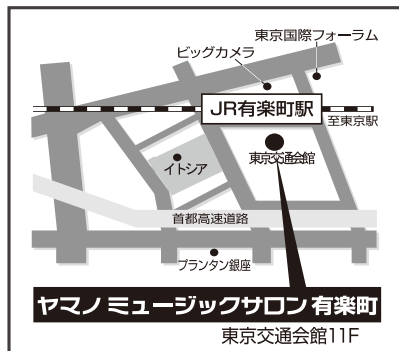 東京国際フォーラム
ビッグカメラ
JR有楽町駅
至東京駅
東京交通会館
イトシア
首都高速道路
プランタン銀座
ヤマノ ミュージックサロン 有楽町
東京交通会館11F